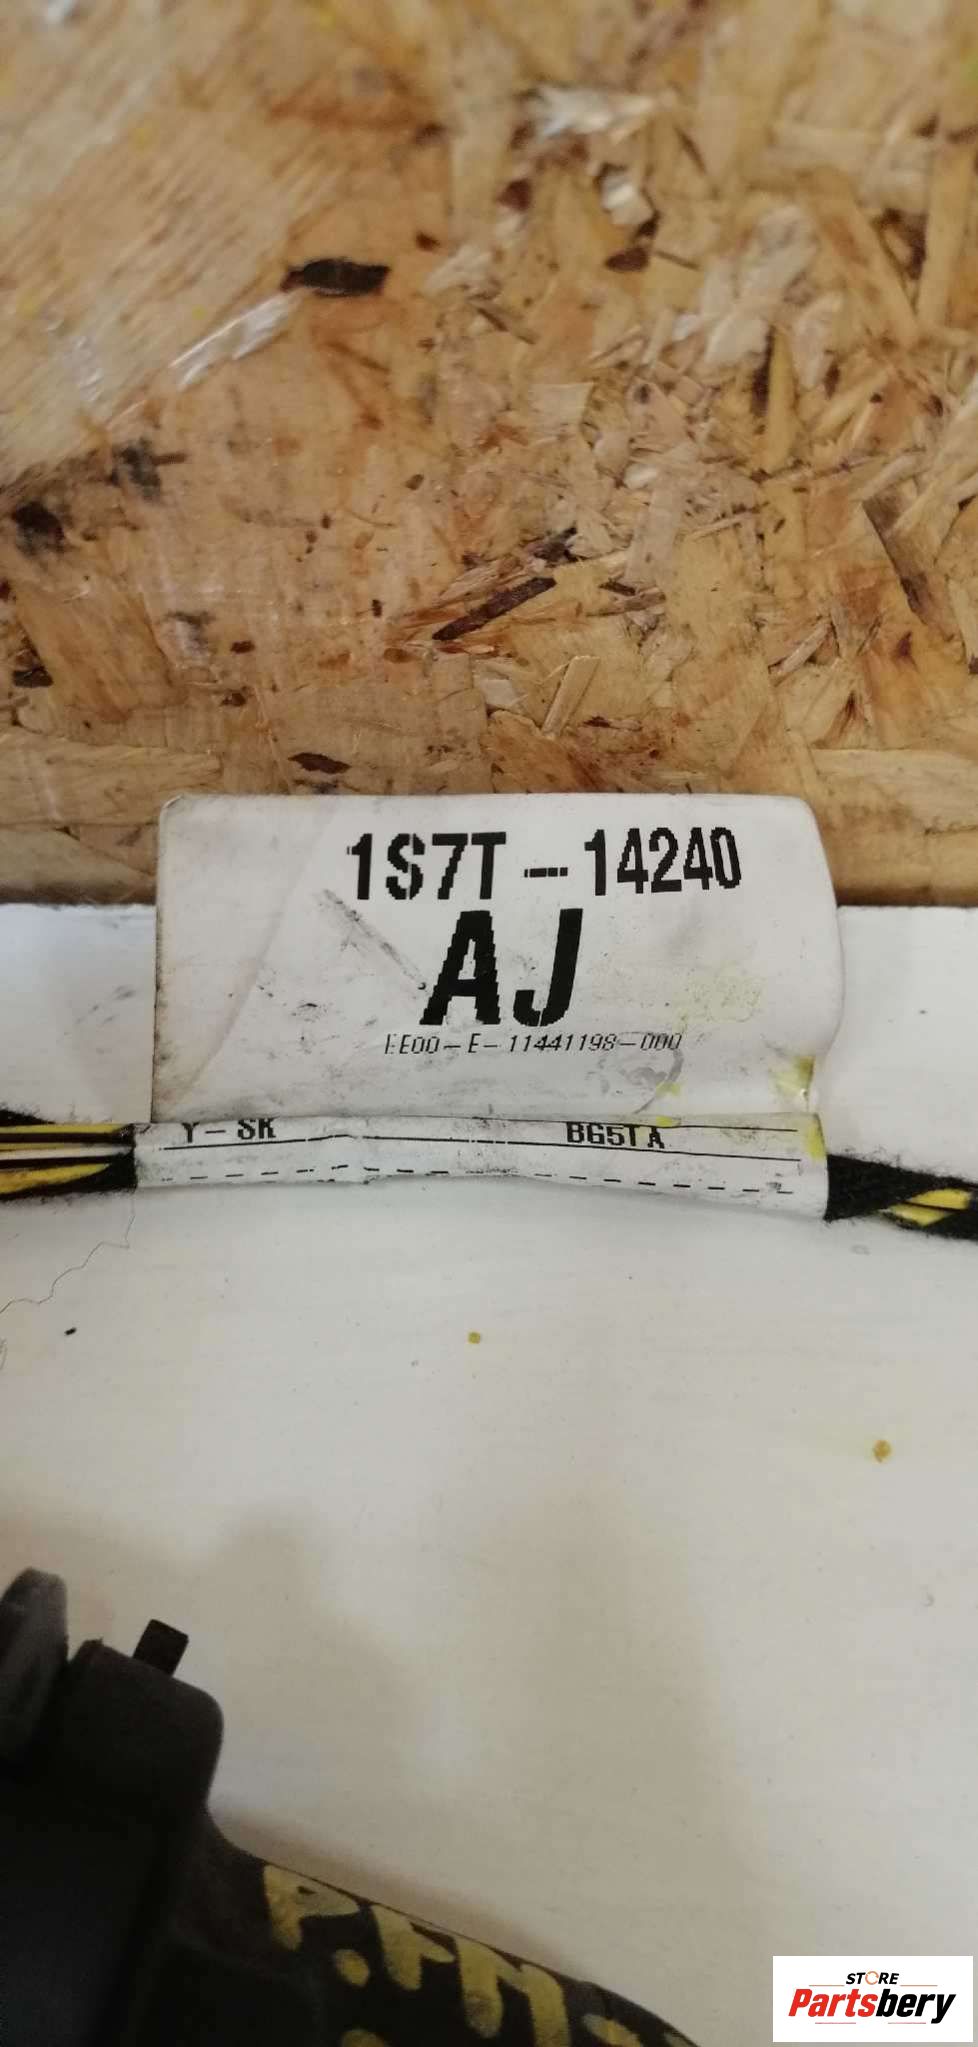 1S7T-14240
AJ
EE00-E-11441198-000
Y-SK BG5TA
STORE
Partsbery